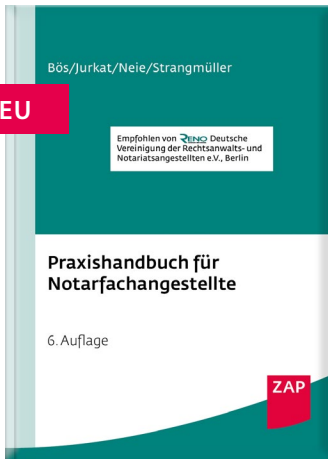 Bös/Jurkat/Neie/Strangmüller
EU
Empfohlen von RENO Deutsche
Vereinigung der Rechtsanwalts- und
Notariatsangestellten e.V., Berlin
Praxishandbuch für
Notarfachangestellte
6. Auflage
ZAP